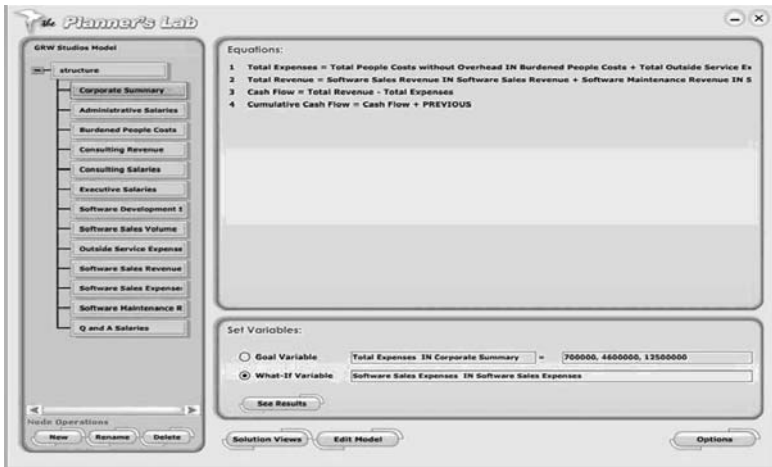 the Planner's Lab
GRW Studios Model
structure
Corporate Summary
Administrative Salaries
Burdened People Costs
Consulting Revenue
Consulting Salaries
Executive Salaries
Software Development S
Software Sales Volume
Outside Service Expense
Software Sales Revenue
Software Sales Expenses
Software Maintenance R
Q and A Salaries
Node Operations
New Rename Delete
Equations:
1 Total Expenses = Total People Costs without Overhead IN Burdened People Costs + Total Outside Service Ex
2 Total Revenue = Software Sales Revenue IN Software Sales Revenue + Software Maintenance Revenue IN S
3 Cash Flow = Total Revenue - Total Expenses
4 Cumulative Cash Flow = Cash Flow + PREVIOUS
Set Variables:
Goal Variable Total Expenses IN Corporate Summary = 700000, 4600000, 12500000
What-If Variable Software Sales Expenses IN Software Sales Expenses
See Results
Solution Views Edit Model Options